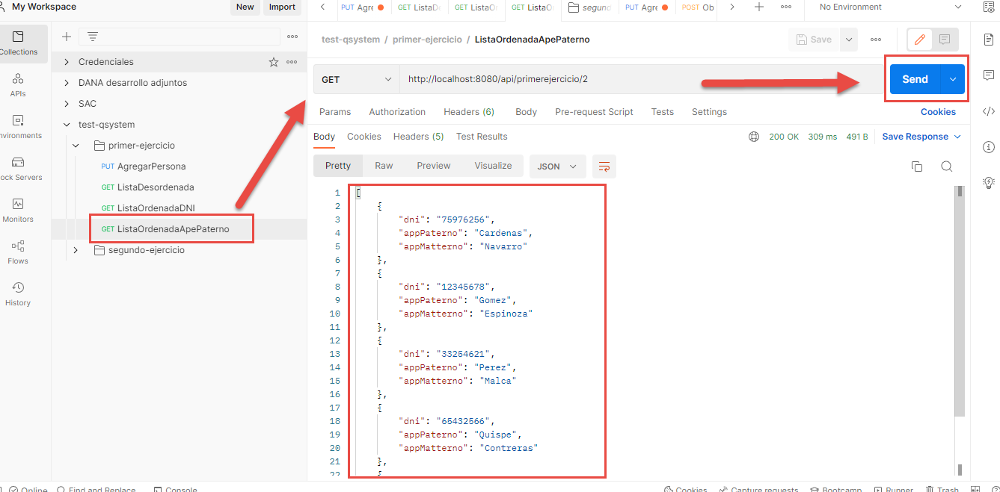 My Workspace
New
Import
PUT Agre
GET ListaD
GET ListaO
GET ListaO
segund
PUT Agre
POST Ob
No Environment
Collections
APIs
Environments
Mock Servers
Monitors
Flows
History
Credenciales
DANA desarrollo adjuntos
SAC
test-qsystem
primer-ejercicio
PUT AgregarPersona
GET ListaDesordenada
GET ListaOrdenadaDNI
GET ListaOrdenadaApePaterno
segundo-ejercicio
test-qsystem / primer-ejercicio / ListaOrdenadaApePaterno
Save
GET
http://localhost:8080/api/primerejercicio/2
Send
Params Authorization Headers (6) Body Pre-request Script Tests Settings Cookies
Body Cookies Headers (5) Test Results 200 OK 309 ms 491 B Save Response
Pretty Raw Preview Visualize JSON
1 [
2 {
3 "dni": "75976256",
4 "appPaterno": "Cardenas",
5 "appMatterno": "Navarro"
6 },
7 {
8 "dni": "12345678",
9 "appPaterno": "Gomez",
10 "appMatterno": "Espinoza"
11 },
12 {
13 "dni": "33254621",
14 "appPaterno": "Perez",
15 "appMatterno": "Malca"
16 },
17 {
18 "dni": "65432566",
19 "appPaterno": "Quispe",
20 "appMatterno": "Contreras"
21 },
22 {
Online Find and Replace Console Cookies Capture requests Bootcamp Runner Trash